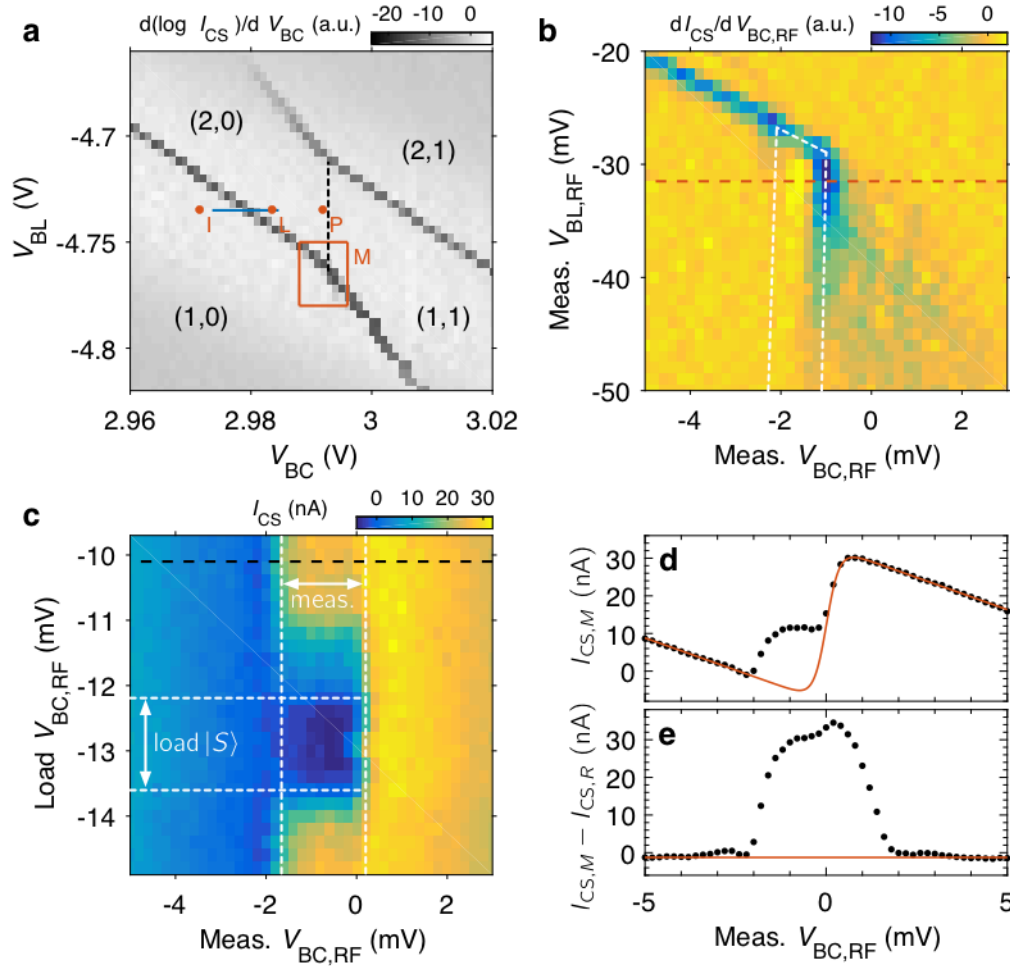 a
d(log I_CS)/d V_BC (a.u.)
-20 -10 0
(2,0)
(2,1)
I
L
P
M
(1,0)
(1,1)
-4.7
-4.75
-4.8
V_BL (V)
2.96 2.98 3 3.02
V_BC (V)
b
dI_CS/d V_BC,RF (a.u.)
-10 -5 0
-20
-30
-40
-50
Meas. V_BL,RF (mV)
-4 -2 0 2
Meas. V_BC,RF (mV)
c
I_CS (nA)
0 10 20 30
meas.
load |S⟩
-10
-11
-12
-13
-14
Load V_BC,RF (mV)
-4 -2 0 2
Meas. V_BC,RF (mV)
d
30
20
10
0
I_CS,M (nA)
e
30
20
10
0
I_CS,M − I_CS,R (nA)
-5 0 5
Meas. V_BC,RF (mV)